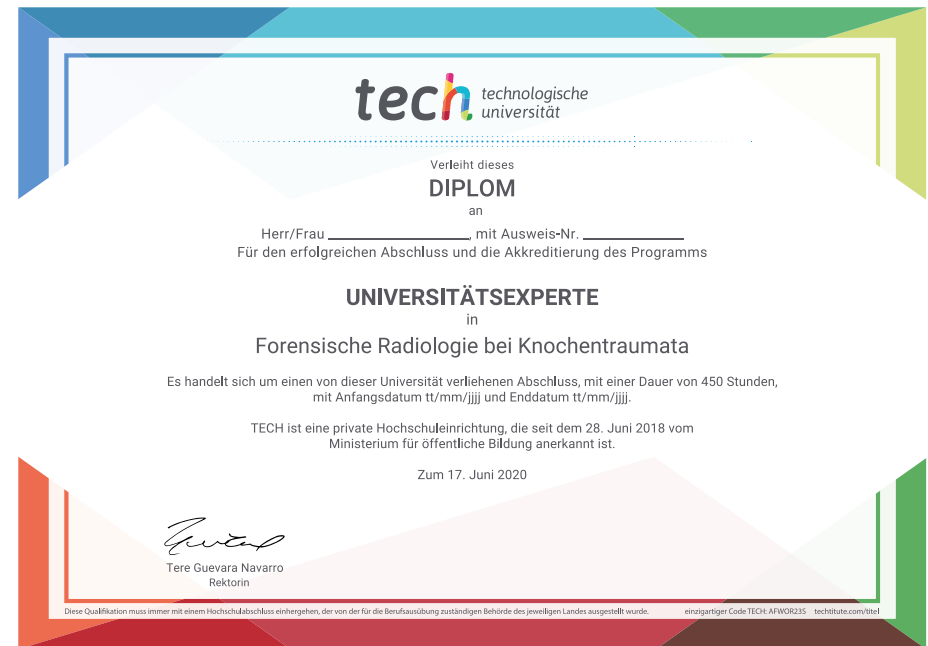 tech technologische
universität
Verleiht dieses
DIPLOM
an
Herr/Frau ____________________, mit Ausweis-Nr. ______________
Für den erfolgreichen Abschluss und die Akkreditierung des Programms
UNIVERSITÄTSEXPERTE
in
Forensische Radiologie bei Knochentraumata
Es handelt sich um einen von dieser Universität verliehenen Abschluss, mit einer Dauer von 450 Stunden,
mit Anfangsdatum tt/mm/jjjj und Enddatum tt/mm/jjjj.
TECH ist eine private Hochschuleinrichtung, die seit dem 28. Juni 2018 vom
Ministerium für öffentliche Bildung anerkannt ist.
Zum 17. Juni 2020
Tere Guevara Navarro
Rektorin
Diese Qualifikation muss immer mit einem Hochschulabschluss einhergehen, der von der für die Berufsausübung zuständigen Behörde des jeweiligen Landes ausgestellt wurde. einzigartiger Code TECH: AFWOR23S techtitute.com/titel